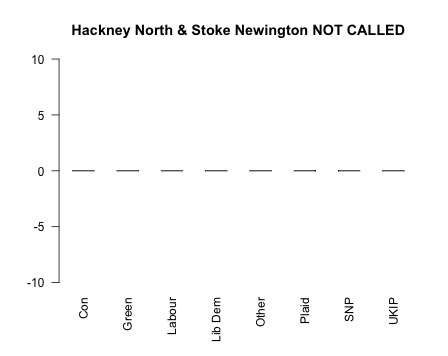 Hackney North & Stoke Newington NOT CALLED
10
5
0
-5
-10
Con
Green
Labour
Lib Dem
Other
Plaid
SNP
UKIP